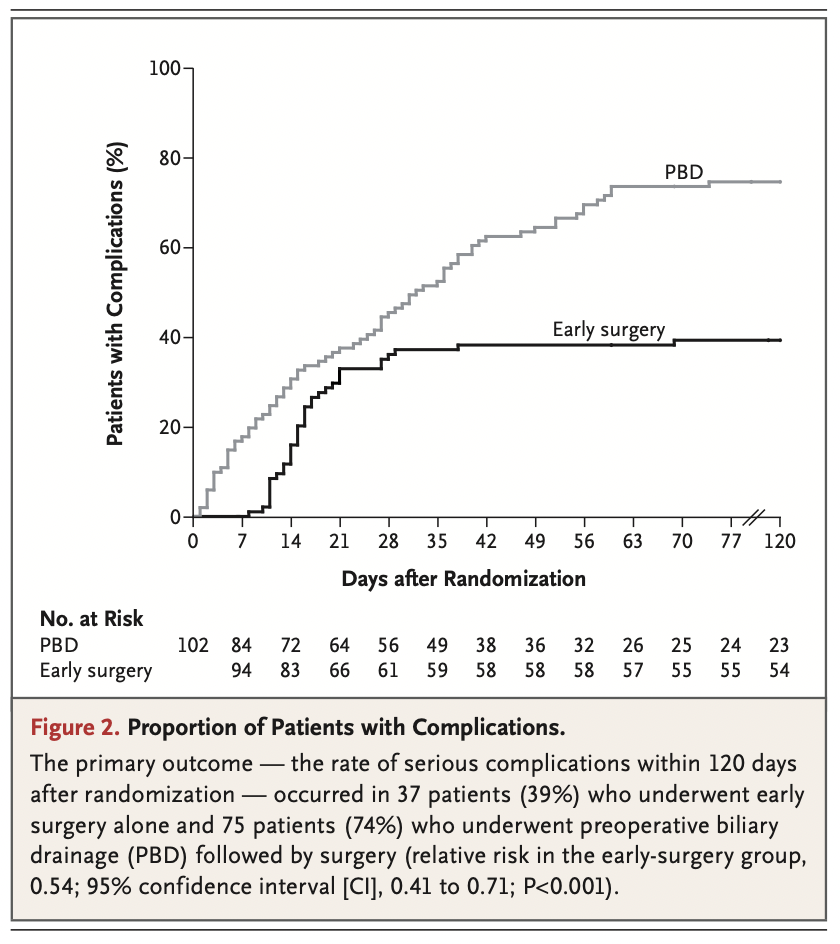 100
80
60
40
20
0
Patients with Complications (%)
PBD
Early surgery
0 7 14 21 28 35 42 49 56 63 70 77 120
Days after Randomization
No. at Risk
PBD 102 84 72 64 56 49 38 36 32 26 25 24 23
Early surgery 94 83 66 61 59 58 58 58 57 55 55 54
Figure 2. Proportion of Patients with Complications.
The primary outcome — the rate of serious complications within 120 days
after randomization — occurred in 37 patients (39%) who underwent early
surgery alone and 75 patients (74%) who underwent preoperative biliary
drainage (PBD) followed by surgery (relative risk in the early-surgery group,
0.54; 95% confidence interval [CI], 0.41 to 0.71; P<0.001).